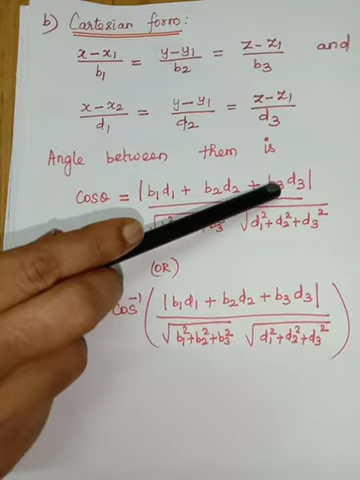 b) Cartesian form:
(x-x₁)/b₁ = (y-y₁)/b₂ = (z-z₁)/b₃ and
(x-x₂)/d₁ = (y-y₁)/d₂ = (z-z₁)/d₃
Angle between them is
Cosθ = |b₁d₁ + b₂d₂ + b₃d₃| / √(d₁²+d₂²+d₃²)
(OR)
Cos⁻¹ ( |b₁d₁ + b₂d₂ + b₃d₃| / √(b₁²+b₂²+b₃²) √(d₁²+d₂²+d₃²) )